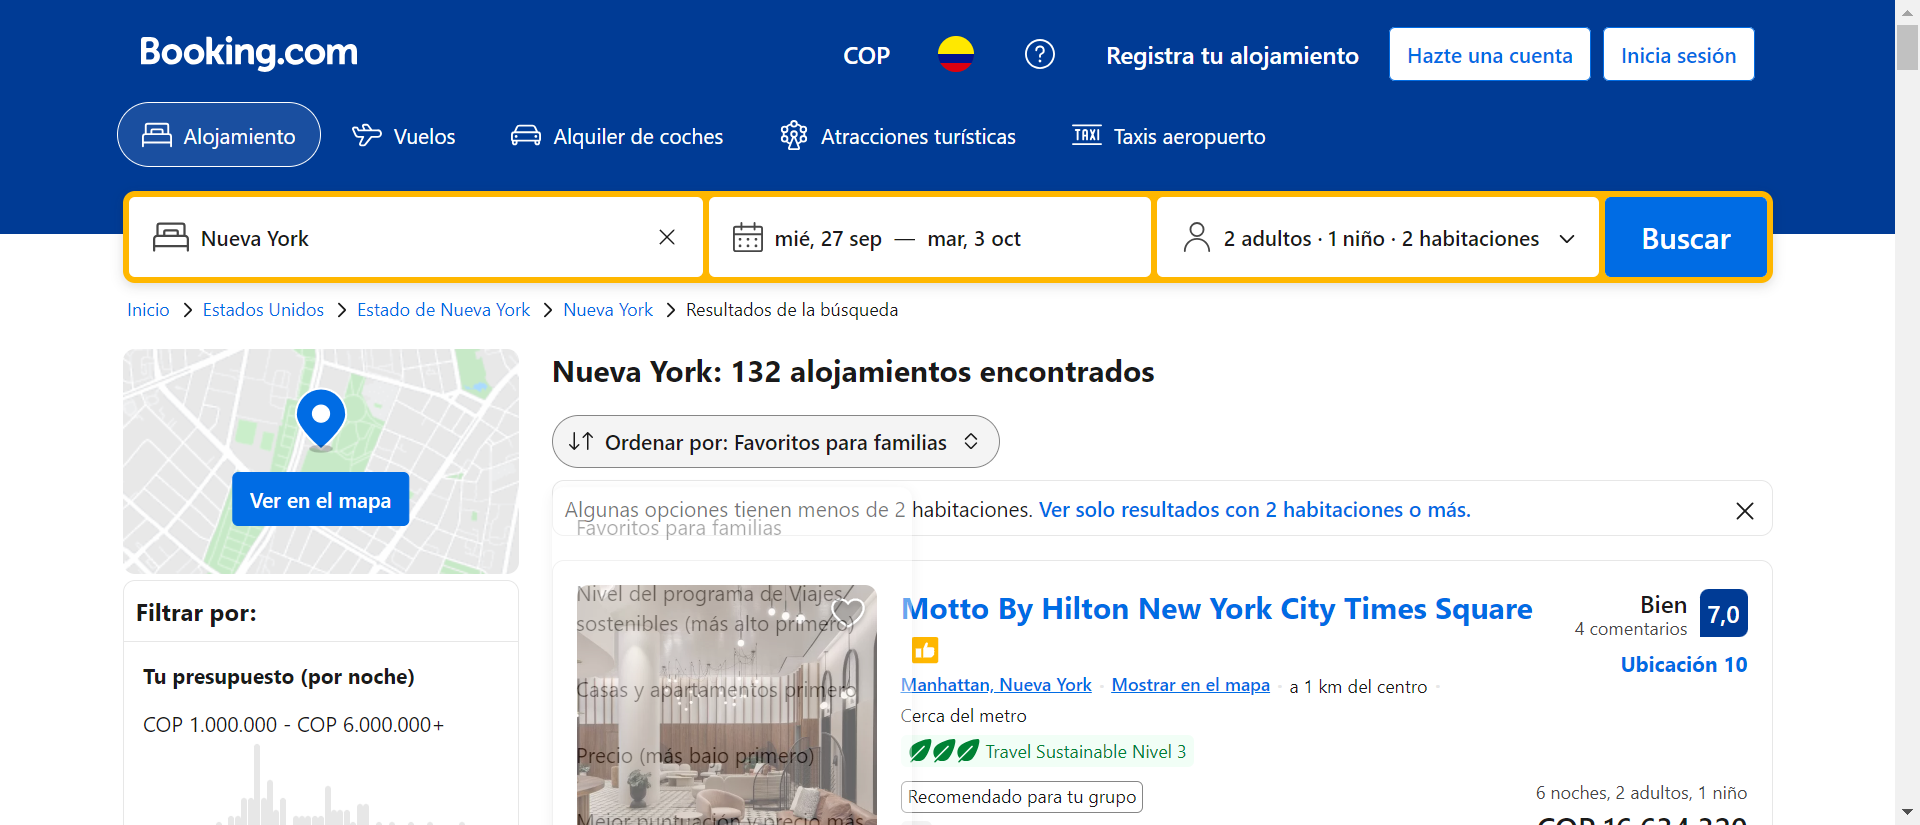 Booking.com
COP
Registra tu alojamiento
Hazte una cuenta
Inicia sesión
Alojamiento
Vuelos
Alquiler de coches
Atracciones turísticas
TAXI
Taxis aeropuerto
Nueva York
mié, 27 sep — mar, 3 oct
2 adultos · 1 niño · 2 habitaciones
Buscar
Inicio
Estados Unidos
Estado de Nueva York
Nueva York
Resultados de la búsqueda
Ver en el mapa
Filtrar por:
Tu presupuesto (por noche)
COP 1.000.000 - COP 6.000.000+
Nueva York: 132 alojamientos encontrados
Ordenar por: Favoritos para familias
Algunas opciones tienen menos de 2 habitaciones. Ver solo resultados con 2 habitaciones o más.
Favoritos para familias
Nivel del programa de Viajes
sostenibles (más alto primero)
Casas y apartamentos primero
Precio (más bajo primero)
Mejor puntuación y precio más
Motto By Hilton New York City Times Square
Manhattan, Nueva York
Mostrar en el mapa
a 1 km del centro
Cerca del metro
Travel Sustainable Nivel 3
Recomendado para tu grupo
Bien
4 comentarios
7,0
Ubicación 10
6 noches, 2 adultos, 1 niño
COP 16.634.320